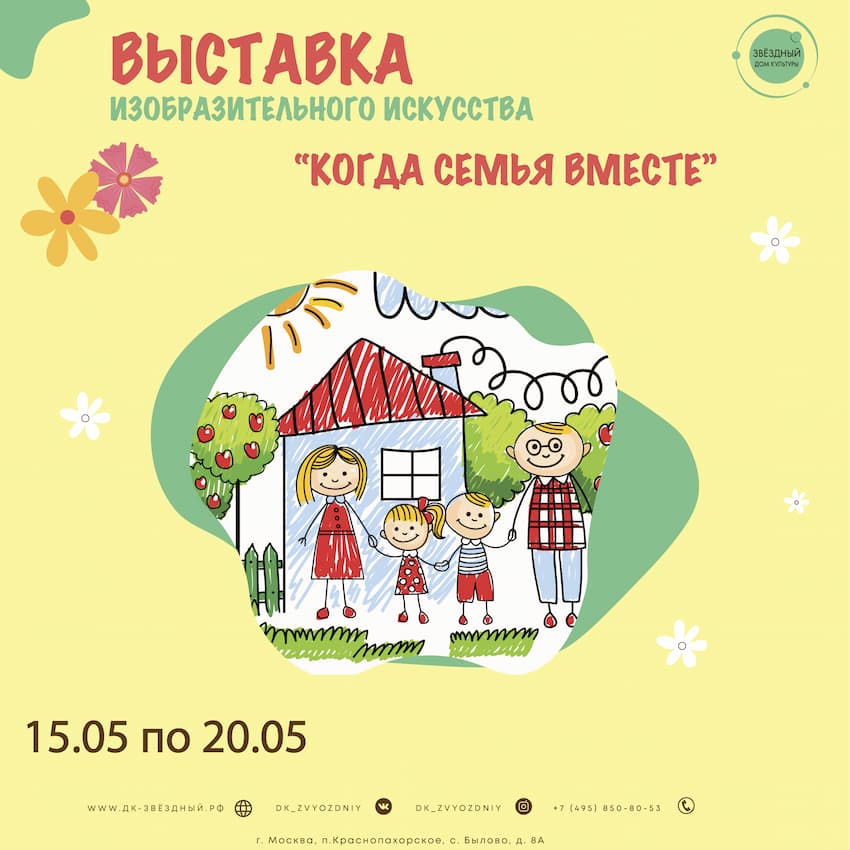 ВЫСТАВКА
ИЗОБРАЗИТЕЛЬНОГО ИСКУССТВА
“КОГДА СЕМЬЯ ВМЕСТЕ”
ЗВЁЗДНЫЙ
ДОМ КУЛЬТУРЫ
15.05 по 20.05
WWW.ДК-ЗВЁЗДНЫЙ.РФ DK_ZVYOZDNIY DK_ZVYOZDNIY +7 (495) 850-80-53
г. Москва, п.Краснопахорское, с. Былово, д. 8А